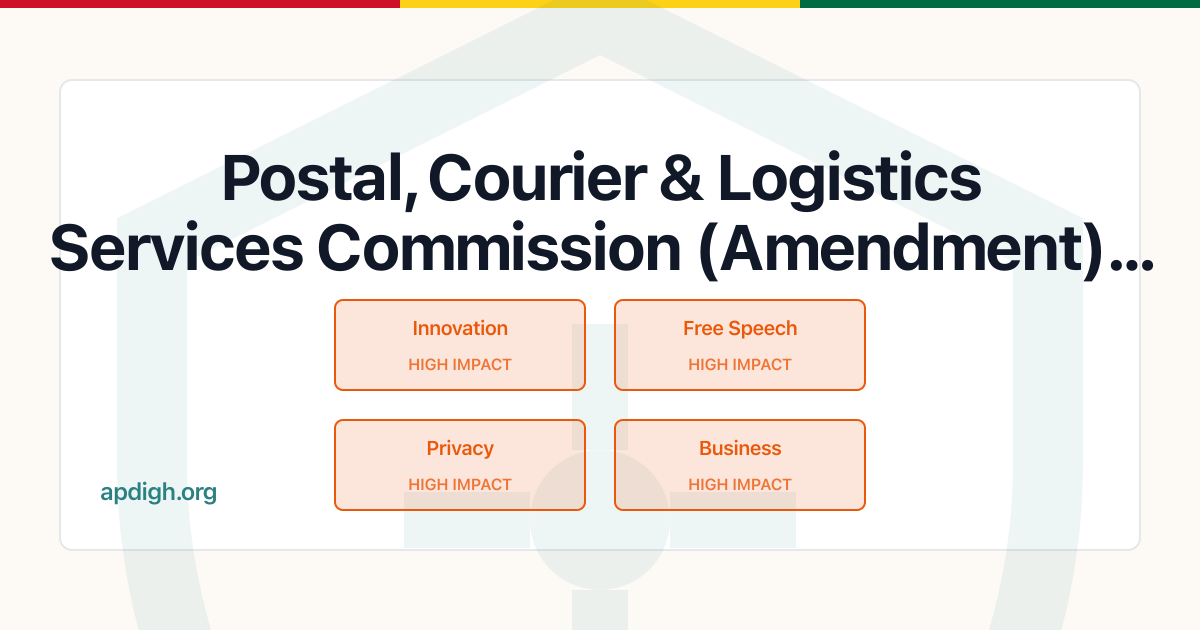 Postal, Courier & Logistics
Services Commission (Amendment)...
Innovation
HIGH IMPACT
Free Speech
HIGH IMPACT
Privacy
HIGH IMPACT
Business
HIGH IMPACT
apdigh.org